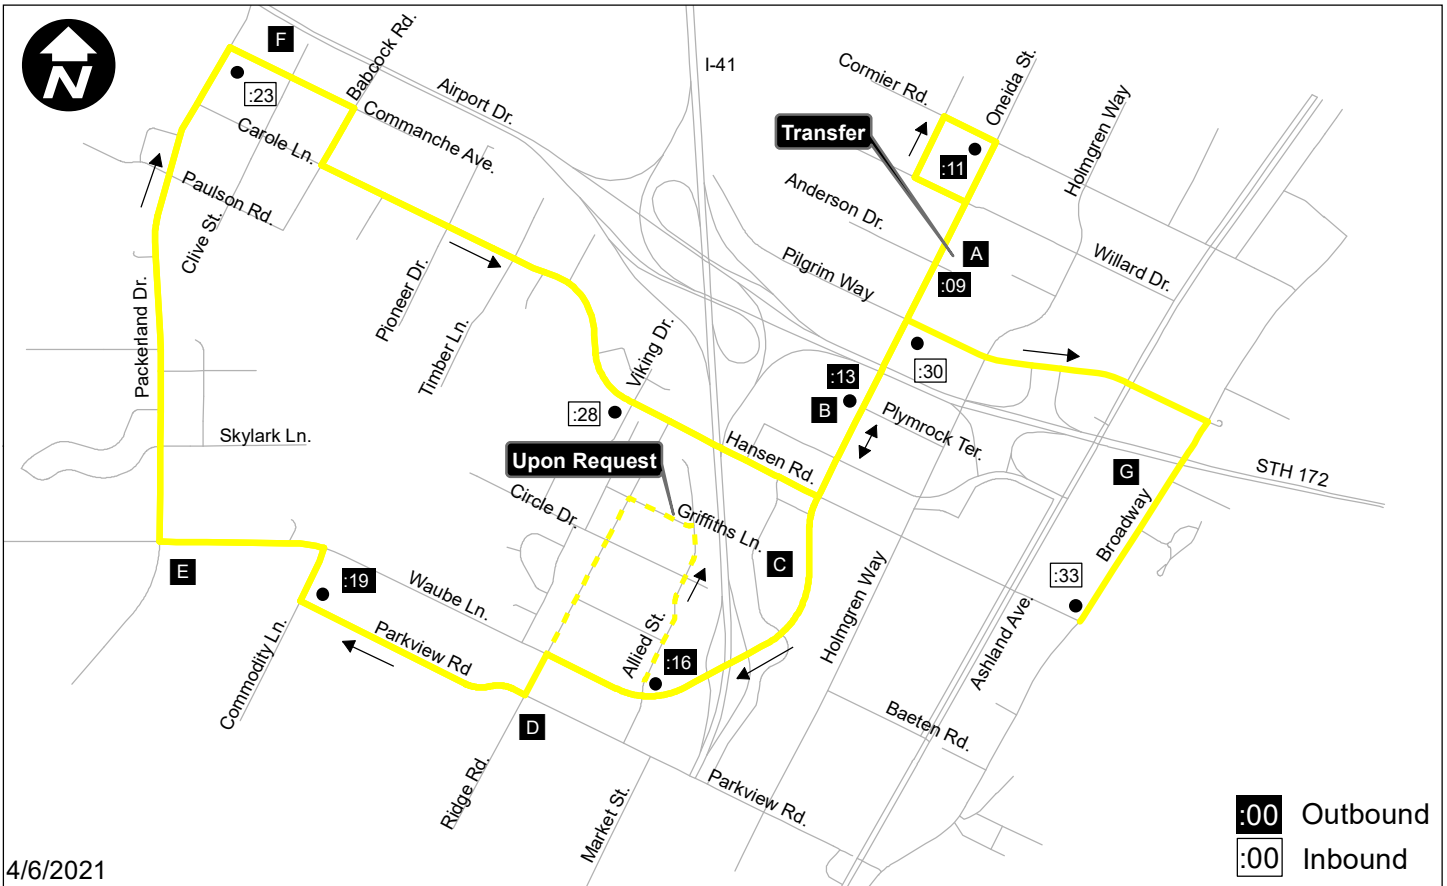 N
F
:23
Babcock Rd.
Airport Dr.
I-41
Cormier Rd.
Oneida St.
Holmgren Way
Transfer
:11
Carole Ln.
Commanche Ave.
Paulson Rd.
Clive St.
Anderson Dr.
A
:09
Willard Dr.
Pilgrim Way
Packerland Dr.
Pioneer Dr.
Timber Ln.
Viking Dr.
:30
:13
B
:28
Plymrock Ter.
Skylark Ln.
Hansen Rd.
Upon Request
G
STH 172
Circle Dr.
Griffiths Ln.
Broadway
C
E
:19
Waube Ln.
:33
Holmgren Way
Ashland Ave.
Allied St.
:16
Parkview Rd
Commodity Ln.
D
Baeten Rd.
Ridge Rd.
Market St.
Parkview Rd.
:00 Outbound
:00 Inbound
4/6/2021